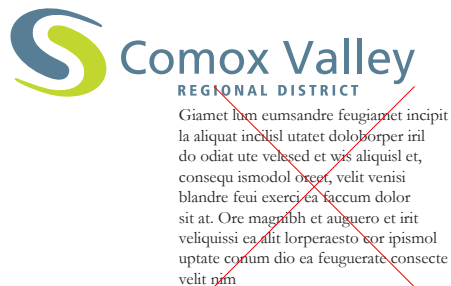 Comox Valley
REGIONAL DISTRICT
Giamet lum eumsandre feugiamet incipit
la aliquat incilisl utatet doloborper iril
do odiat ute velesed et wis aliquisl et,
consequ ismodol oreet, velit venisi
blandre feui exerci ea faccum dolor
sit at. Ore magnibh et auguero et irit
veliquissi ea alit lorperaesto cor ipismol
uptate conum dio ea feuguerate consecte
velit nim